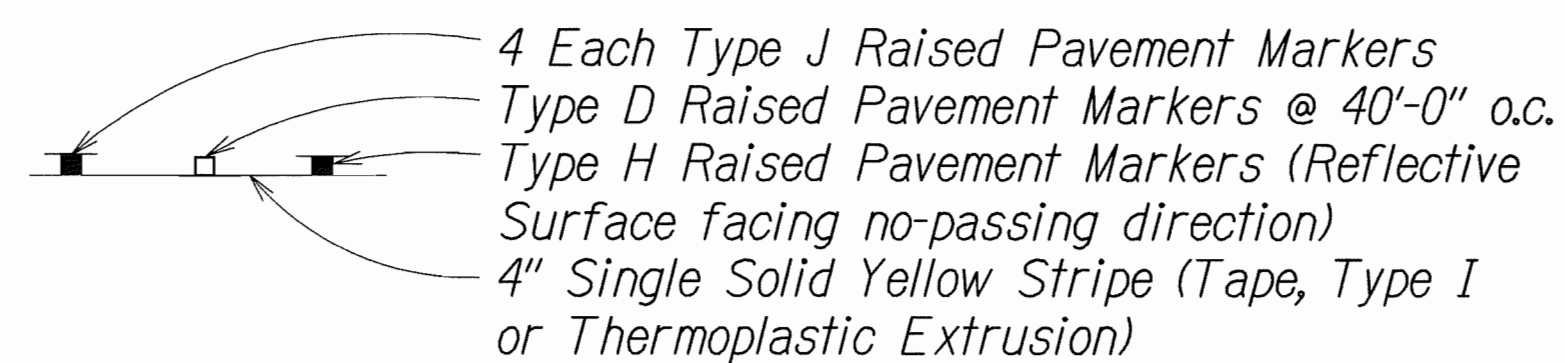 4 Each Type J Raised Pavement Markers
Type D Raised Pavement Markers @ 40'-0" o.c.
Type H Raised Pavement Markers (Reflective
Surface facing no-passing direction)
4" Single Solid Yellow Stripe (Tape, Type I
or Thermoplastic Extrusion)